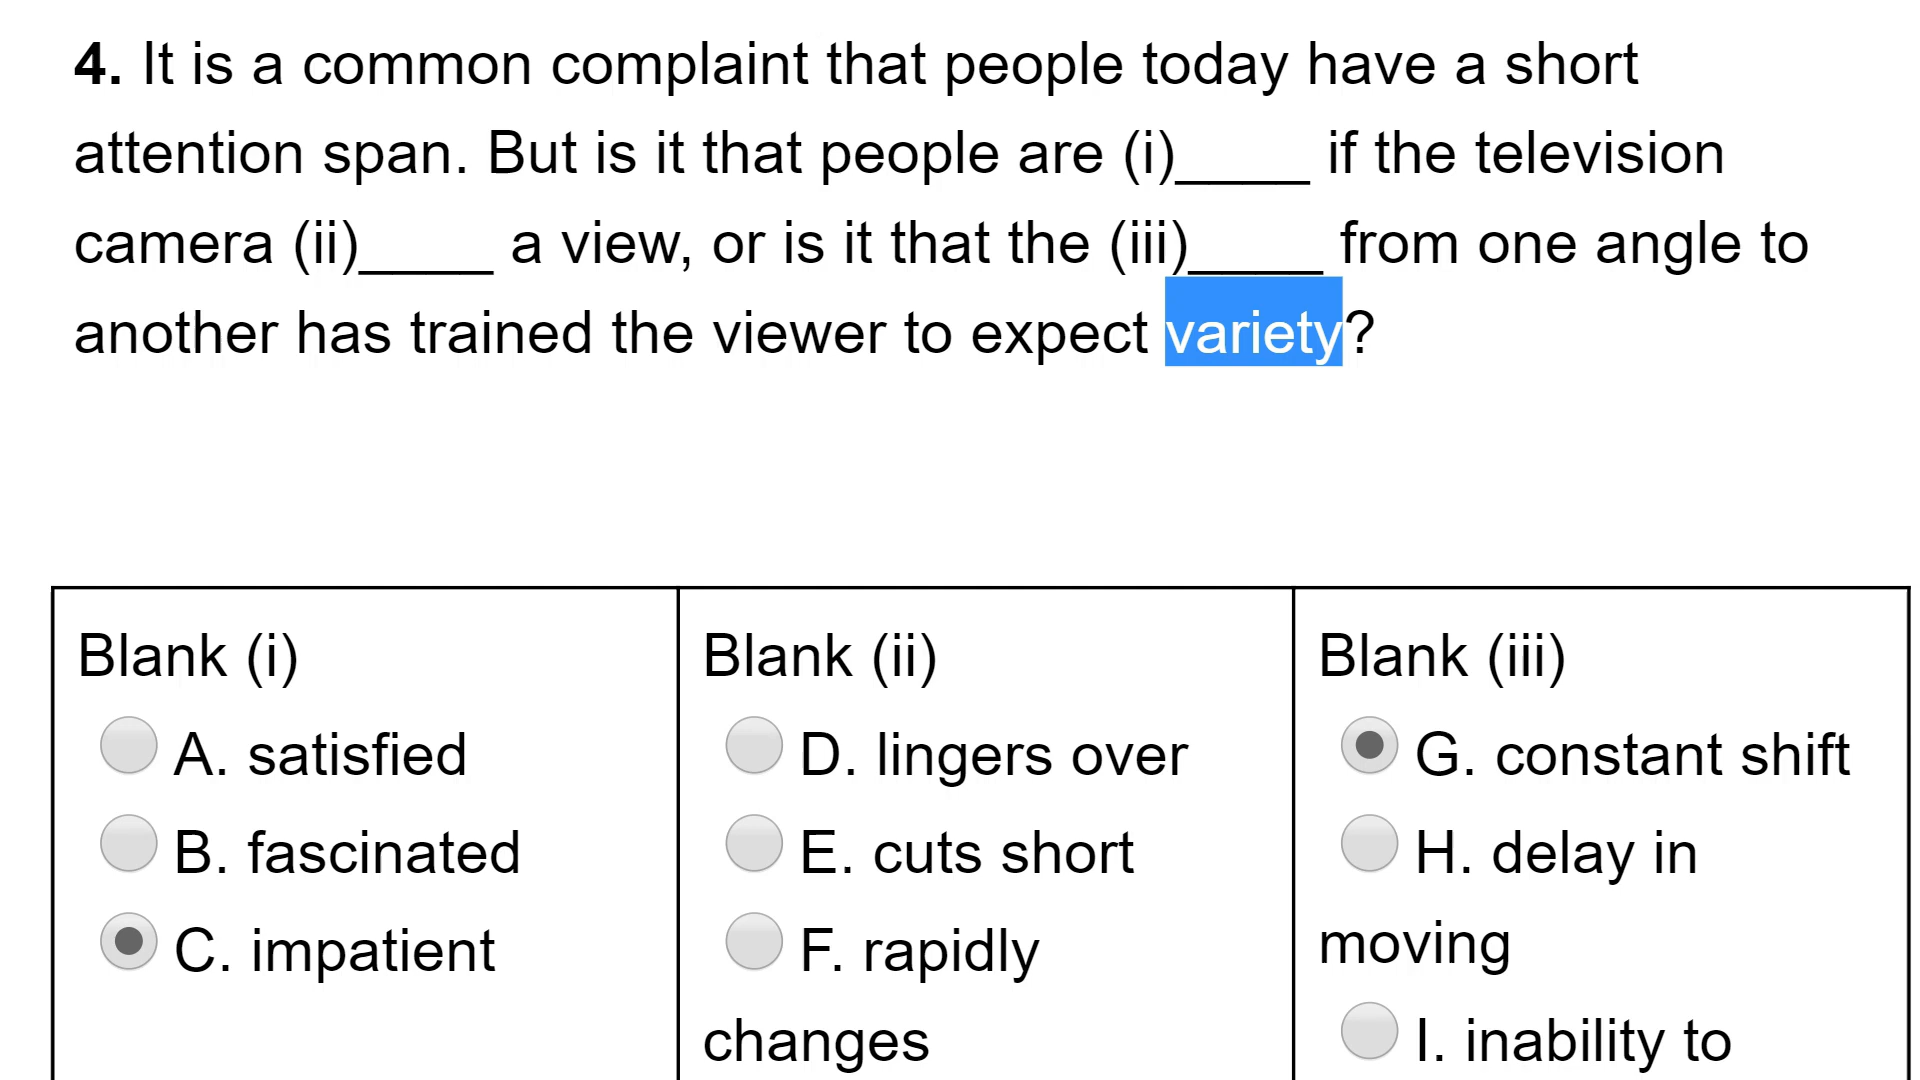 4. It is a common complaint that people today have a short
attention span. But is it that people are (i)____ if the television
camera (ii)____ a view, or is it that the (iii)____ from one angle to
another has trained the viewer to expect variety?
Blank (i)
A. satisfied
B. fascinated
C. impatient
Blank (ii)
D. lingers over
E. cuts short
F. rapidly
changes
Blank (iii)
G. constant shift
H. delay in
moving
I. inability to